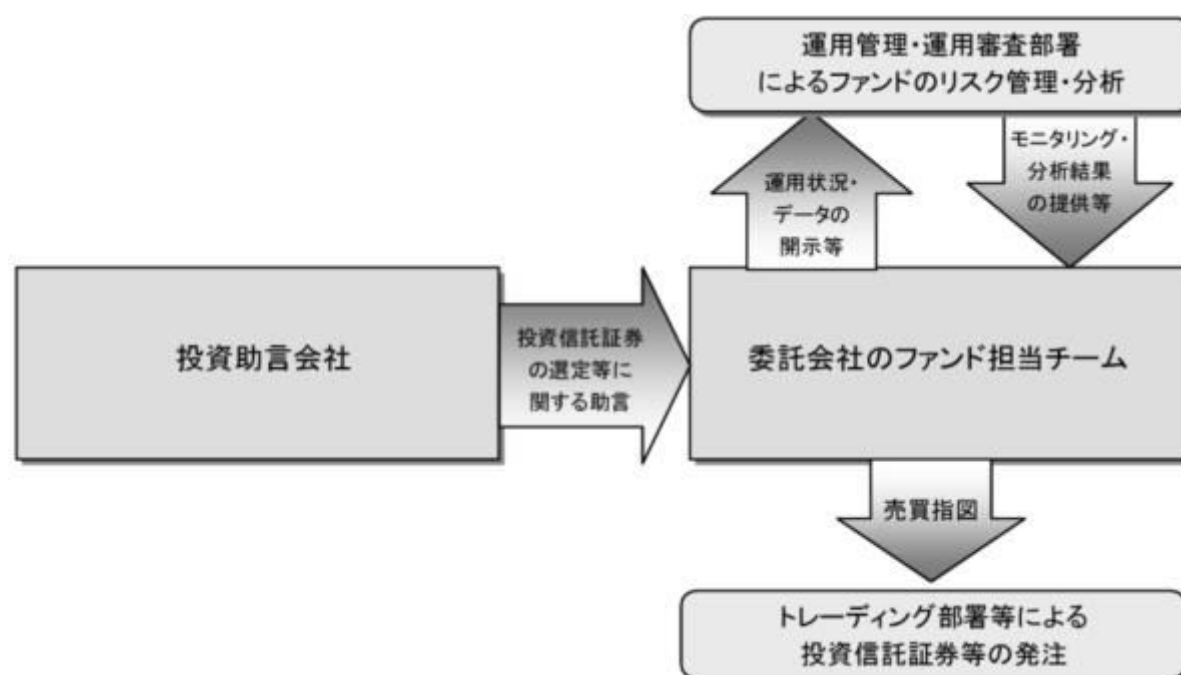 運用管理・運用審査部署
によるファンドのリスク管理・分析
運用状況・
データの
開示等
モニタリング・
分析結果
の提供等
投資助言会社
投資信託証券
の選定等に
関する助言
委託会社のファンド担当チーム
売買指図
トレーディング部署等による
投資信託証券等の発注